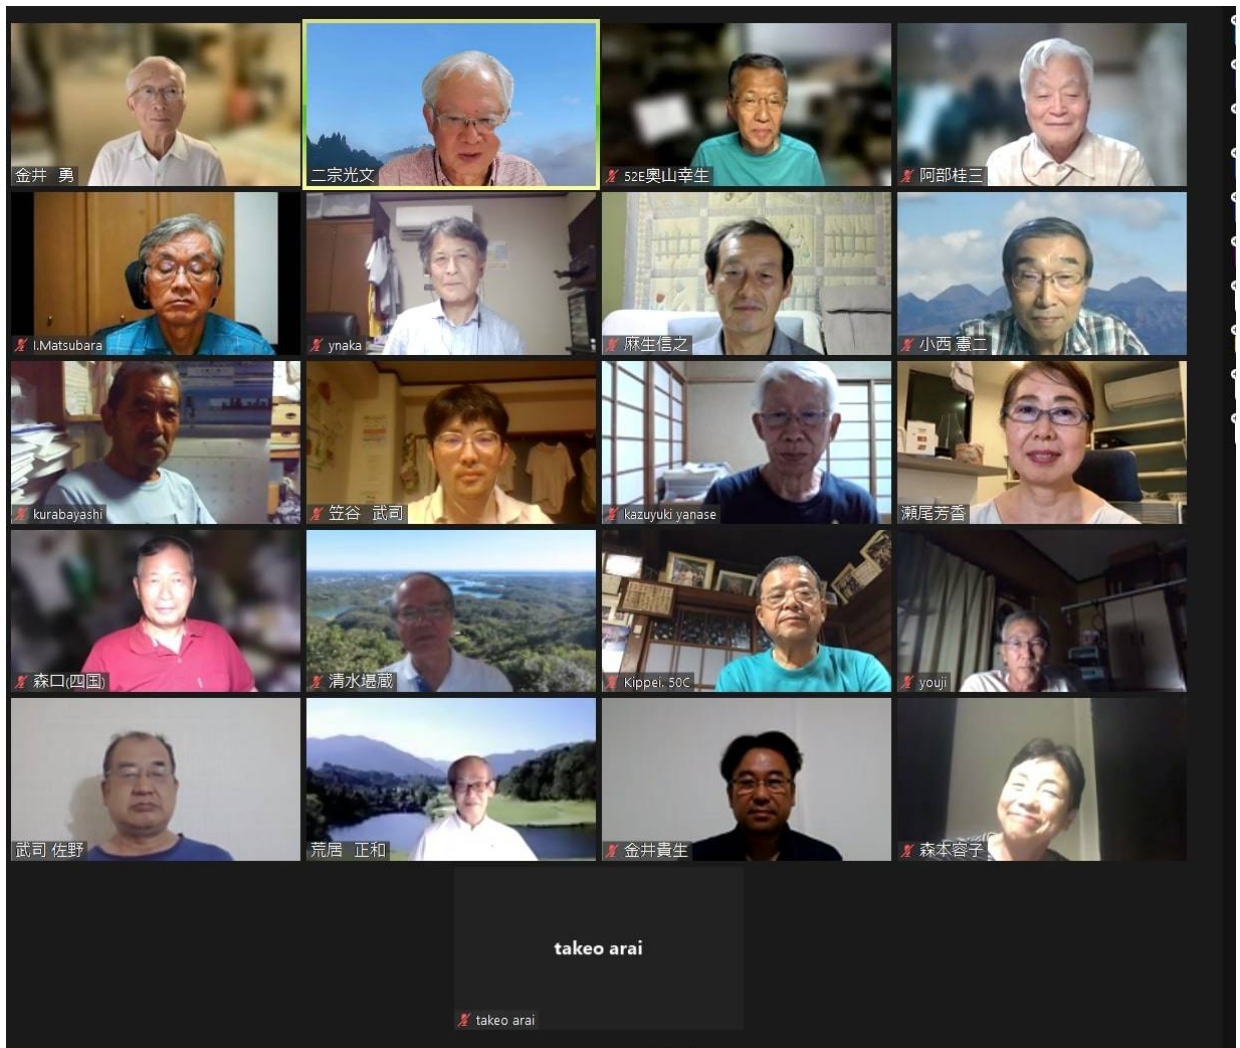 金井　勇
二宗光文
52E奥山幸生
阿部桂三
I.Matsubara
ynaka
麻生信之
小西 憲二
kurabayashi
笠谷　武司
kazuyuki yanase
瀬尾芳香
森口(四国)
清水堪蔵
Kippei. 50C
youji
武司 佐野
荒居　正和
金井貴生
森本容子
takeo arai
takeo arai